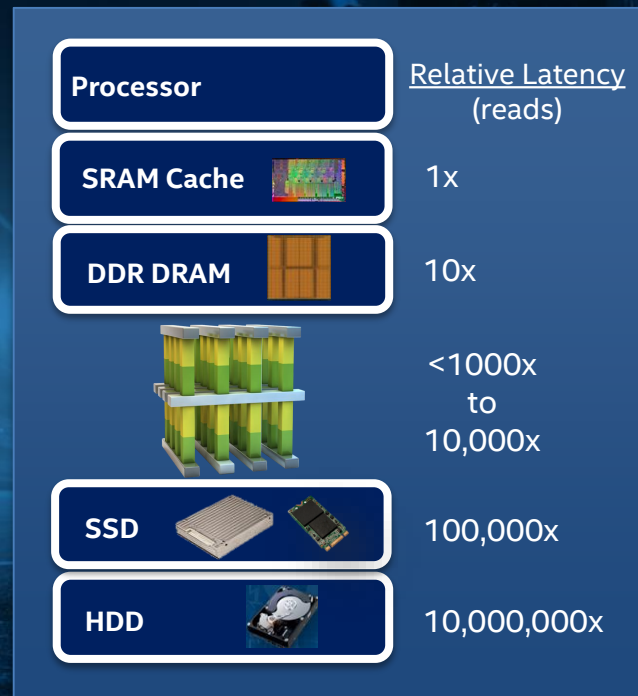 Processor
Relative Latency
(reads)
SRAM Cache
1x
DDR DRAM
10x
<1000x
to
10,000x
SSD
100,000x
HDD
10,000,000x